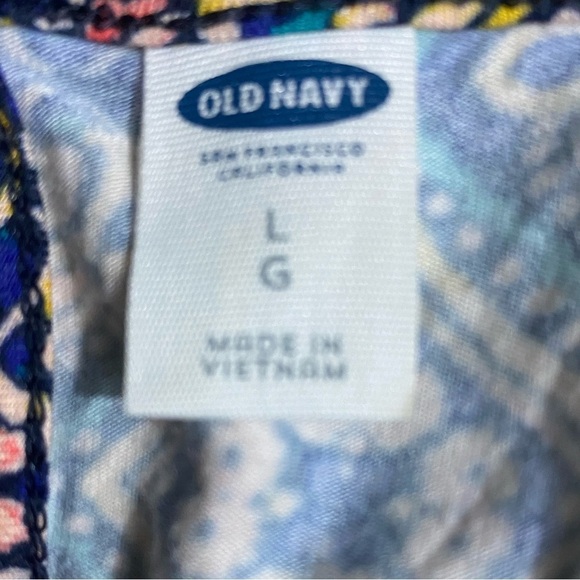 OLD NAVY
SAN FRANCISCO
CALIFORNIA
L
G
MADE IN
VIETNAM